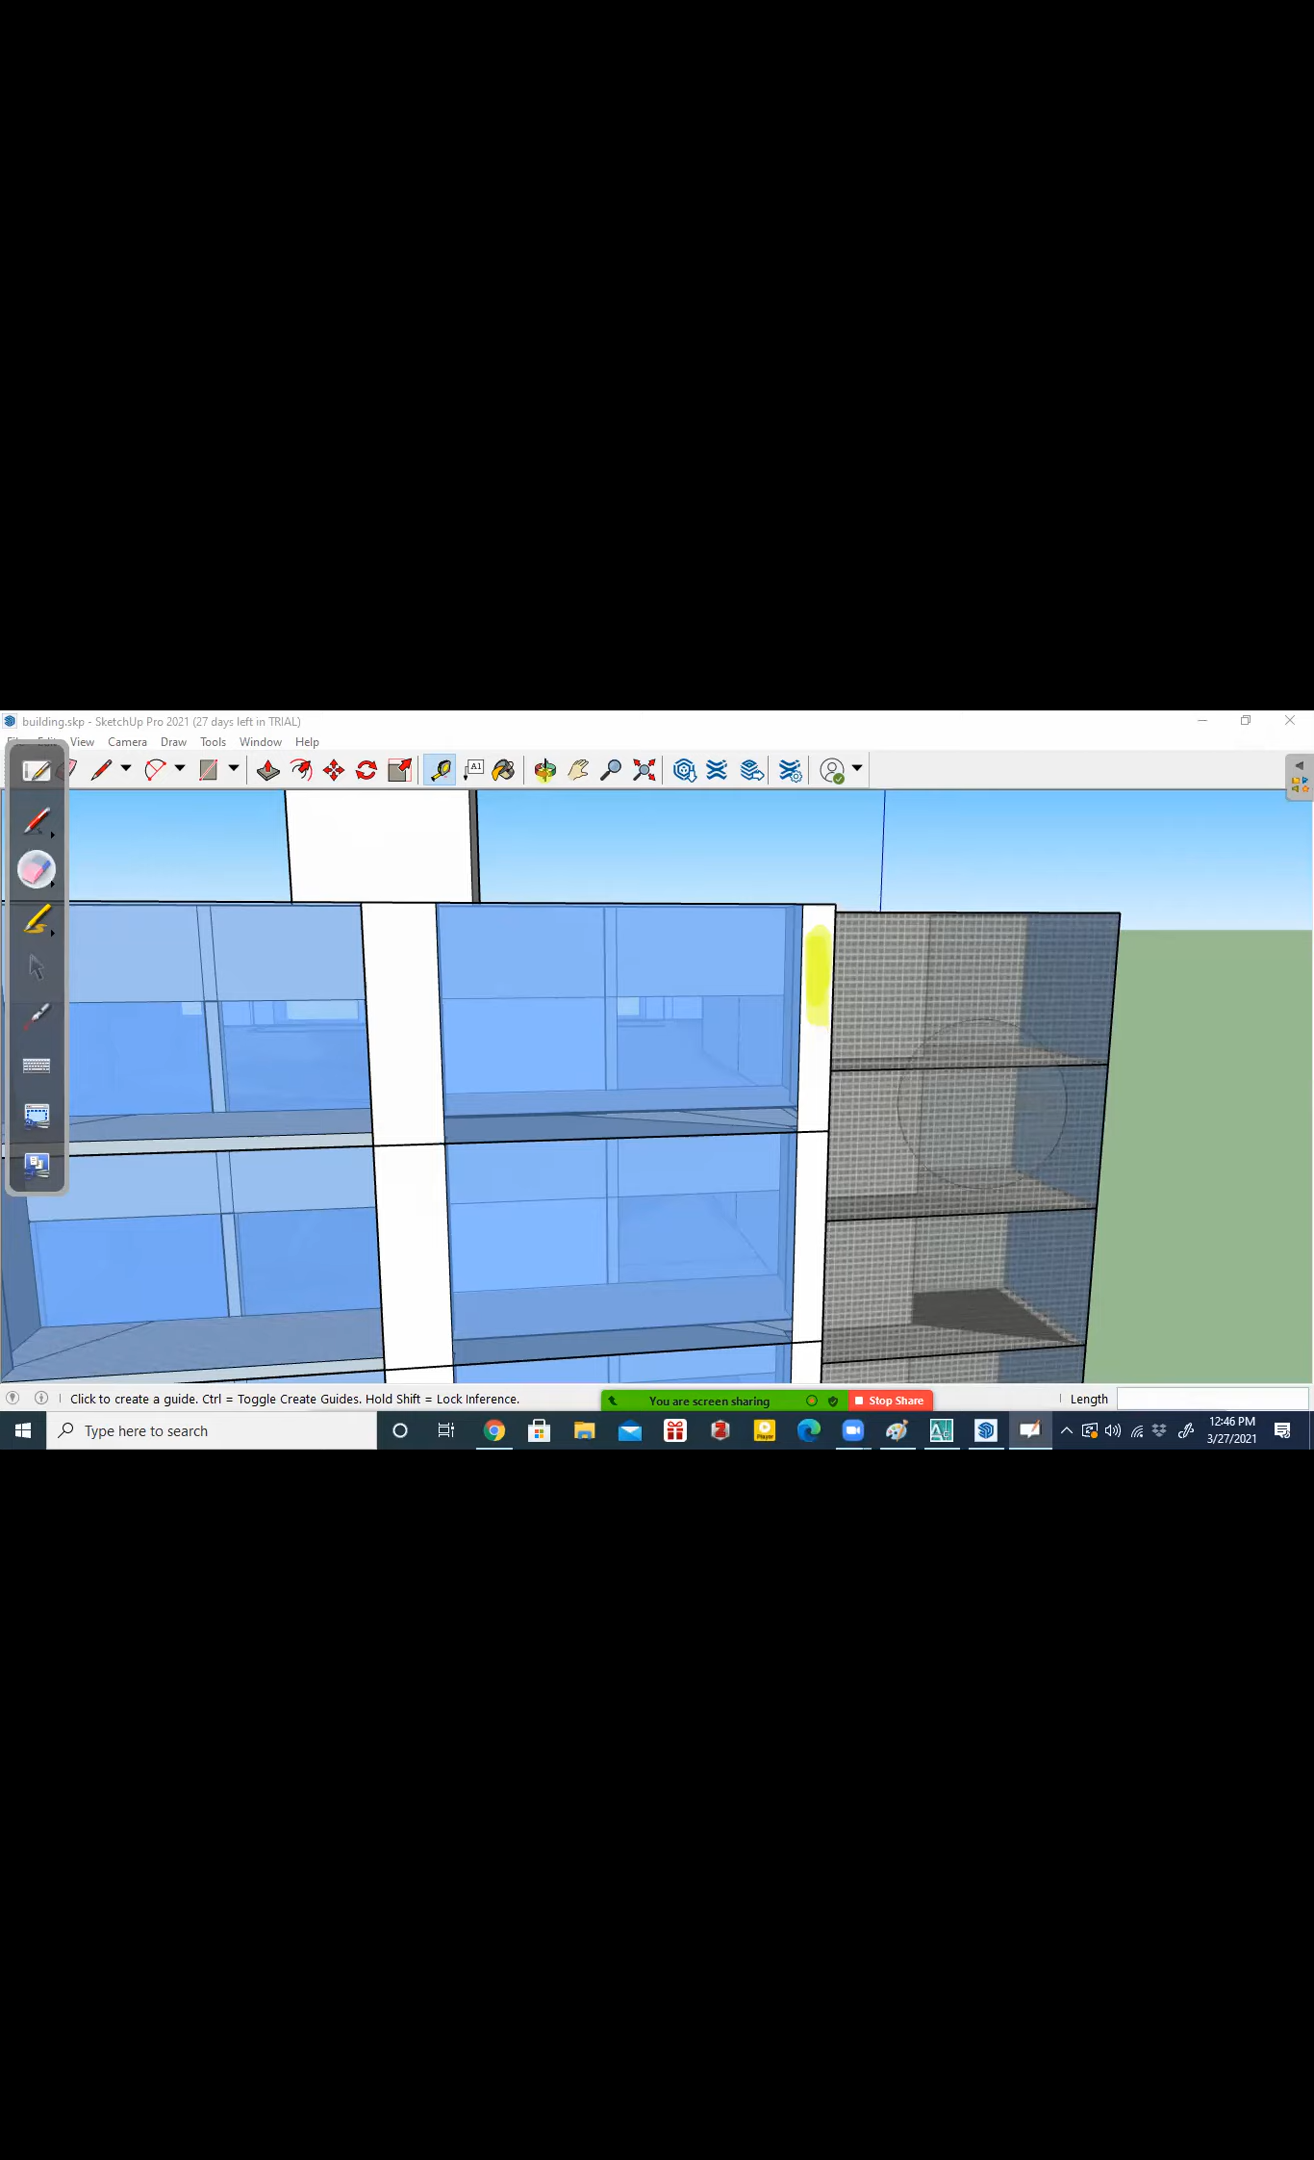 building.skp - SketchUp Pro 2021 (27 days left in TRIAL)
View Camera Draw Tools Window Help
A1
Click to create a guide. Ctrl = Toggle Create Guides. Hold Shift = Lock Inference.
You are screen sharing
Stop Share
Length
Type here to search
Player
12:46 PM
3/27/2021